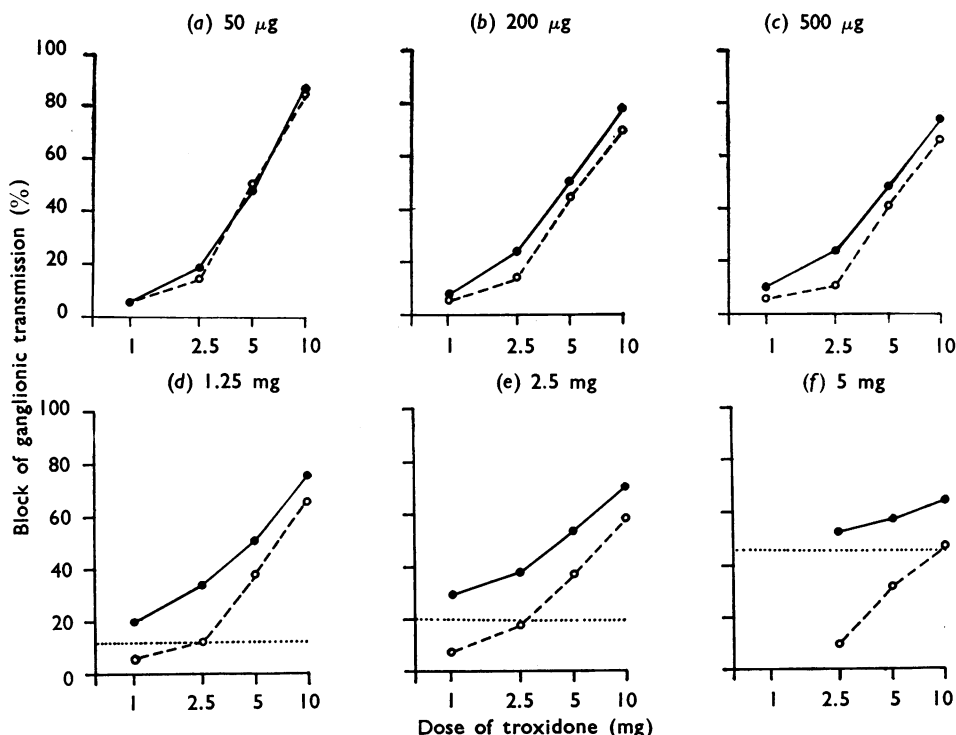 (a) 50 μg
(b) 200 μg
(c) 500 μg
100
80
60
40
20
0
1 2.5 5 10
1 2.5 5 10
1 2.5 5 10
Block of ganglionic transmission (%)
(d) 1.25 mg
(e) 2.5 mg
(f) 5 mg
100
80
60
40
20
0
1 2.5 5 10
1 2.5 5 10
1 2.5 5 10
Dose of troxidone (mg)